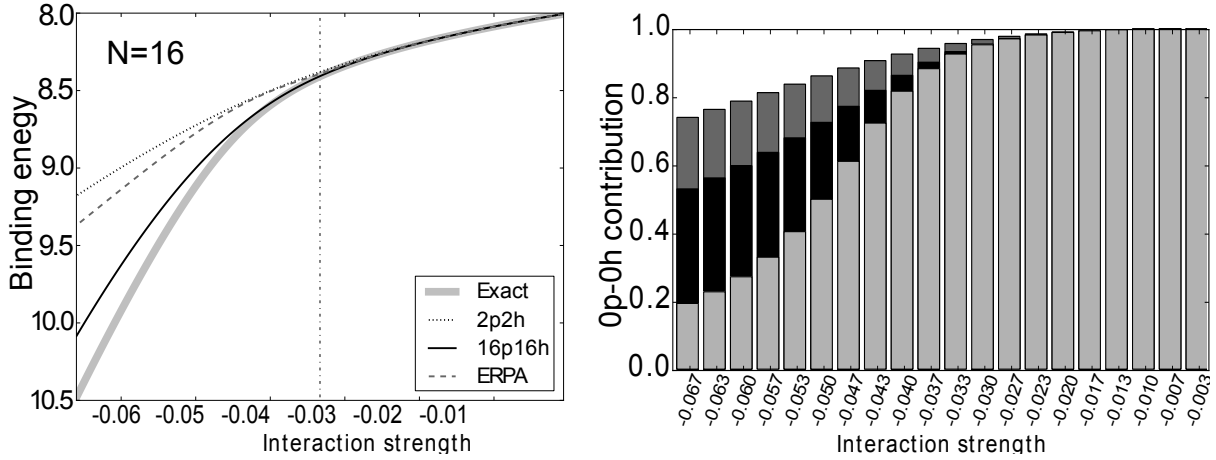 8.0
8.5
9.0
9.5
10.0
10.5
Binding energy
N=16
Exact
2p2h
16p16h
ERPA
-0.06 -0.05 -0.04 -0.03 -0.02 -0.01
Interaction strength
1.0
0.8
0.6
0.4
0.2
0.0
0p-0h contribution
-0.067 -0.063 -0.060 -0.057 -0.053 -0.050 -0.047 -0.043 -0.040 -0.037 -0.033 -0.030 -0.027 -0.023 -0.020 -0.017 -0.013 -0.010 -0.007 -0.003
Interaction strength